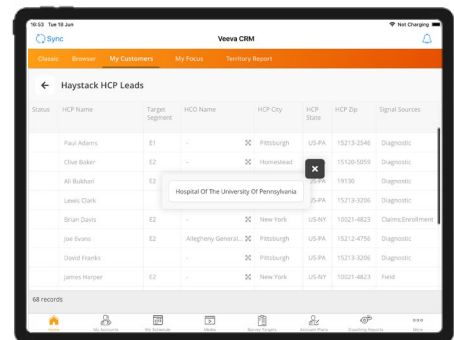 10:53 Tue 18 Jun
Not Charging
Sync
Veeva CRM
Classic Browser My Customers My Focus Territory Report
Haystack HCP Leads
Status HCP Name Target Segment HCO Name HCP City HCP State HCP Zip Signal Sources
Paul Adams E1 - Pittsburgh US-PA 15213-2546 Diagnostic
Clive Baker E2 - Homestead 15120-5059 Diagnostic
Ali Bukhari E2 US-PA 19130 Diagnostic
Hospital Of The University Of Pennsylvania
Lewis Clark US-PA 15213-3206 Diagnostic
Brian Davis E2 - New York US-NY 10021-4823 Claims;Enrollment
Joe Evans E2 Allegheny General... Pittsburgh US-PA 15212-4756 Diagnostic
David Franks - Pittsburgh US-PA 15213-3206 Diagnostic
James Harper E2 - New York US-NY 10021-4823 Field
68 records
Home My Accounts My Schedule Media Survey Targets Account Plans Coaching Reports More